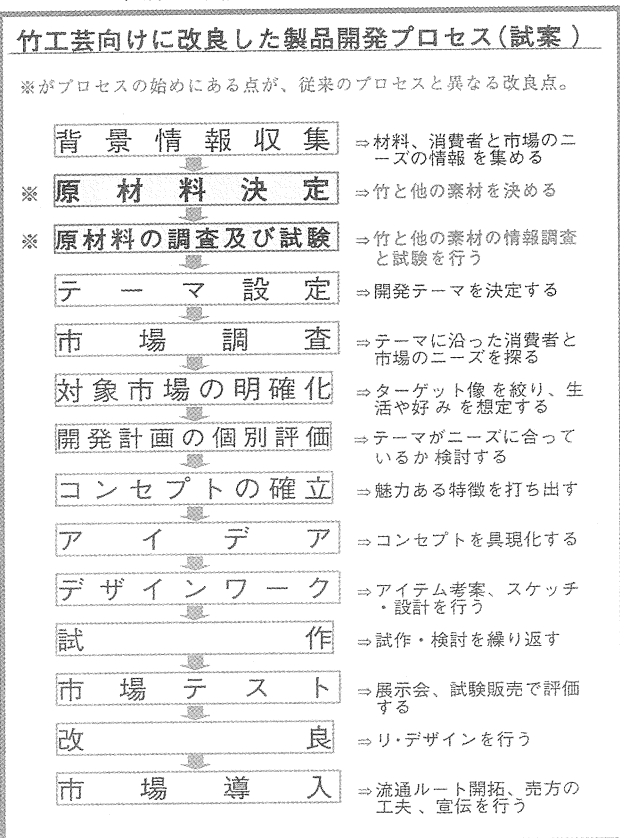 竹工芸向けに改良した製品開発プロセス(試案)
※がプロセスの始めにある点が、従来のプロセスと異なる改良点。
背景情報収集
⇒材料、消費者と市場のニ
ーズの情報を集める
※ 原材料決定
⇒竹と他の素材を決める
※ 原材料の調査及び試験
⇒竹と他の素材の情報調査
と試験を行う
テーマ設定
⇒開発テーマを決定する
市場調査
⇒テーマに沿った消費者と
市場のニーズを探る
対象市場の明確化
⇒ターゲット像を絞り、生
活や好みを想定する
開発計画の個別評価
⇒テーマがニーズに合って
いるか検討する
コンセプトの確立
⇒魅力ある特徴を打ち出す
アイデア
⇒コンセプトを具現化する
デザインワーク
⇒アイテム考案、スケッチ
・設計を行う
試作
⇒試作・検討を繰り返す
市場テスト
⇒展示会、試験販売で評価
する
改良
⇒リ・デザインを行う
市場導入
⇒流通ルート開拓、売方の
工夫、宣伝を行う